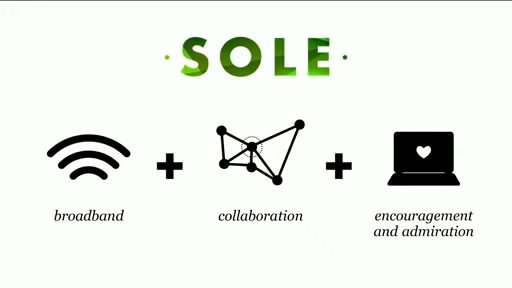 SOLE
broadband
collaboration
encouragement
and admiration